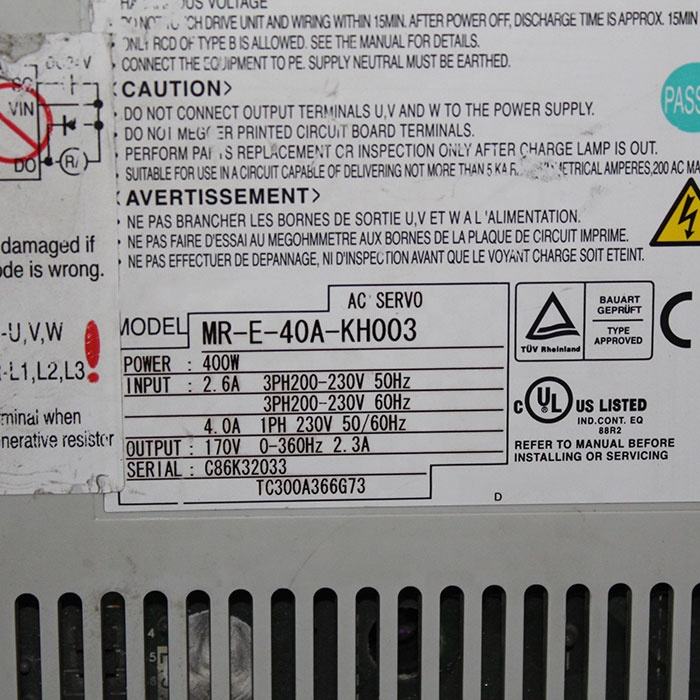 VOLTAGE
DRIVE UNIT AND WIRING WITHIN 15MIN. AFTER POWER OFF, DISCHARGE TIME IS APPROX. 15MIN
ONLY RCD OF TYPE B IS ALLOWED. SEE THE MANUAL FOR DETAILS.
CONNECT THE EQUIPMENT TO PE. SUPPLY NEUTRAL MUST BE EARTHED.
CAUTION>
DO NOT CONNECT OUTPUT TERMINALS U,V AND W TO THE POWER SUPPLY.
DO NOT MEGGER PRINTED CIRCUIT BOARD TERMINALS.
PERFORM PARTS REPLACEMENT OR INSPECTION ONLY AFTER CHARGE LAMP IS OUT.
SUITABLE FOR USE IN A CIRCUIT CAPABLE OF DELIVERING NOT MORE THAN 5 KA AMPERES,200 AC
PASS
<AVERTISSEMENT>
NE PAS BRANCHER LES BORNES DE SORTIE U,V ET W A L'ALIMENTATION.
NE PAS FAIRE D'ESSAI AU MEGOHMMETRE AUX BORNES DE LA PLAQUE DE CIRCUIT IMPRIME.
NE PAS EFFECTUER DE DEPANNAGE, NI D'INSPECTION AVANT QUE LE VOYANT CHARGE SOIT ETEINT.
VIN
DO
RA
damaged if
is wrong.
-U,V,W
L1,L2,L3
when
resistor
AC SERVO
MODEL MR-E-40A-KH003
POWER : 400W
INPUT : 2.6A 3PH200-230V 50Hz
3PH200-230V 60Hz
4.0A 1PH 230V 50/60Hz
OUTPUT : 170V 0-360Hz 2.3A
SERIAL : C86K32033
TC300A366G73
D
TÜV Rheinland
BAUART
GEPRÜFT
TYPE
APPROVED
C
c UL US LISTED
IND.CONT. EQ
88R2
REFER TO MANUAL BEFORE
INSTALLING OR SERVICING
4
5